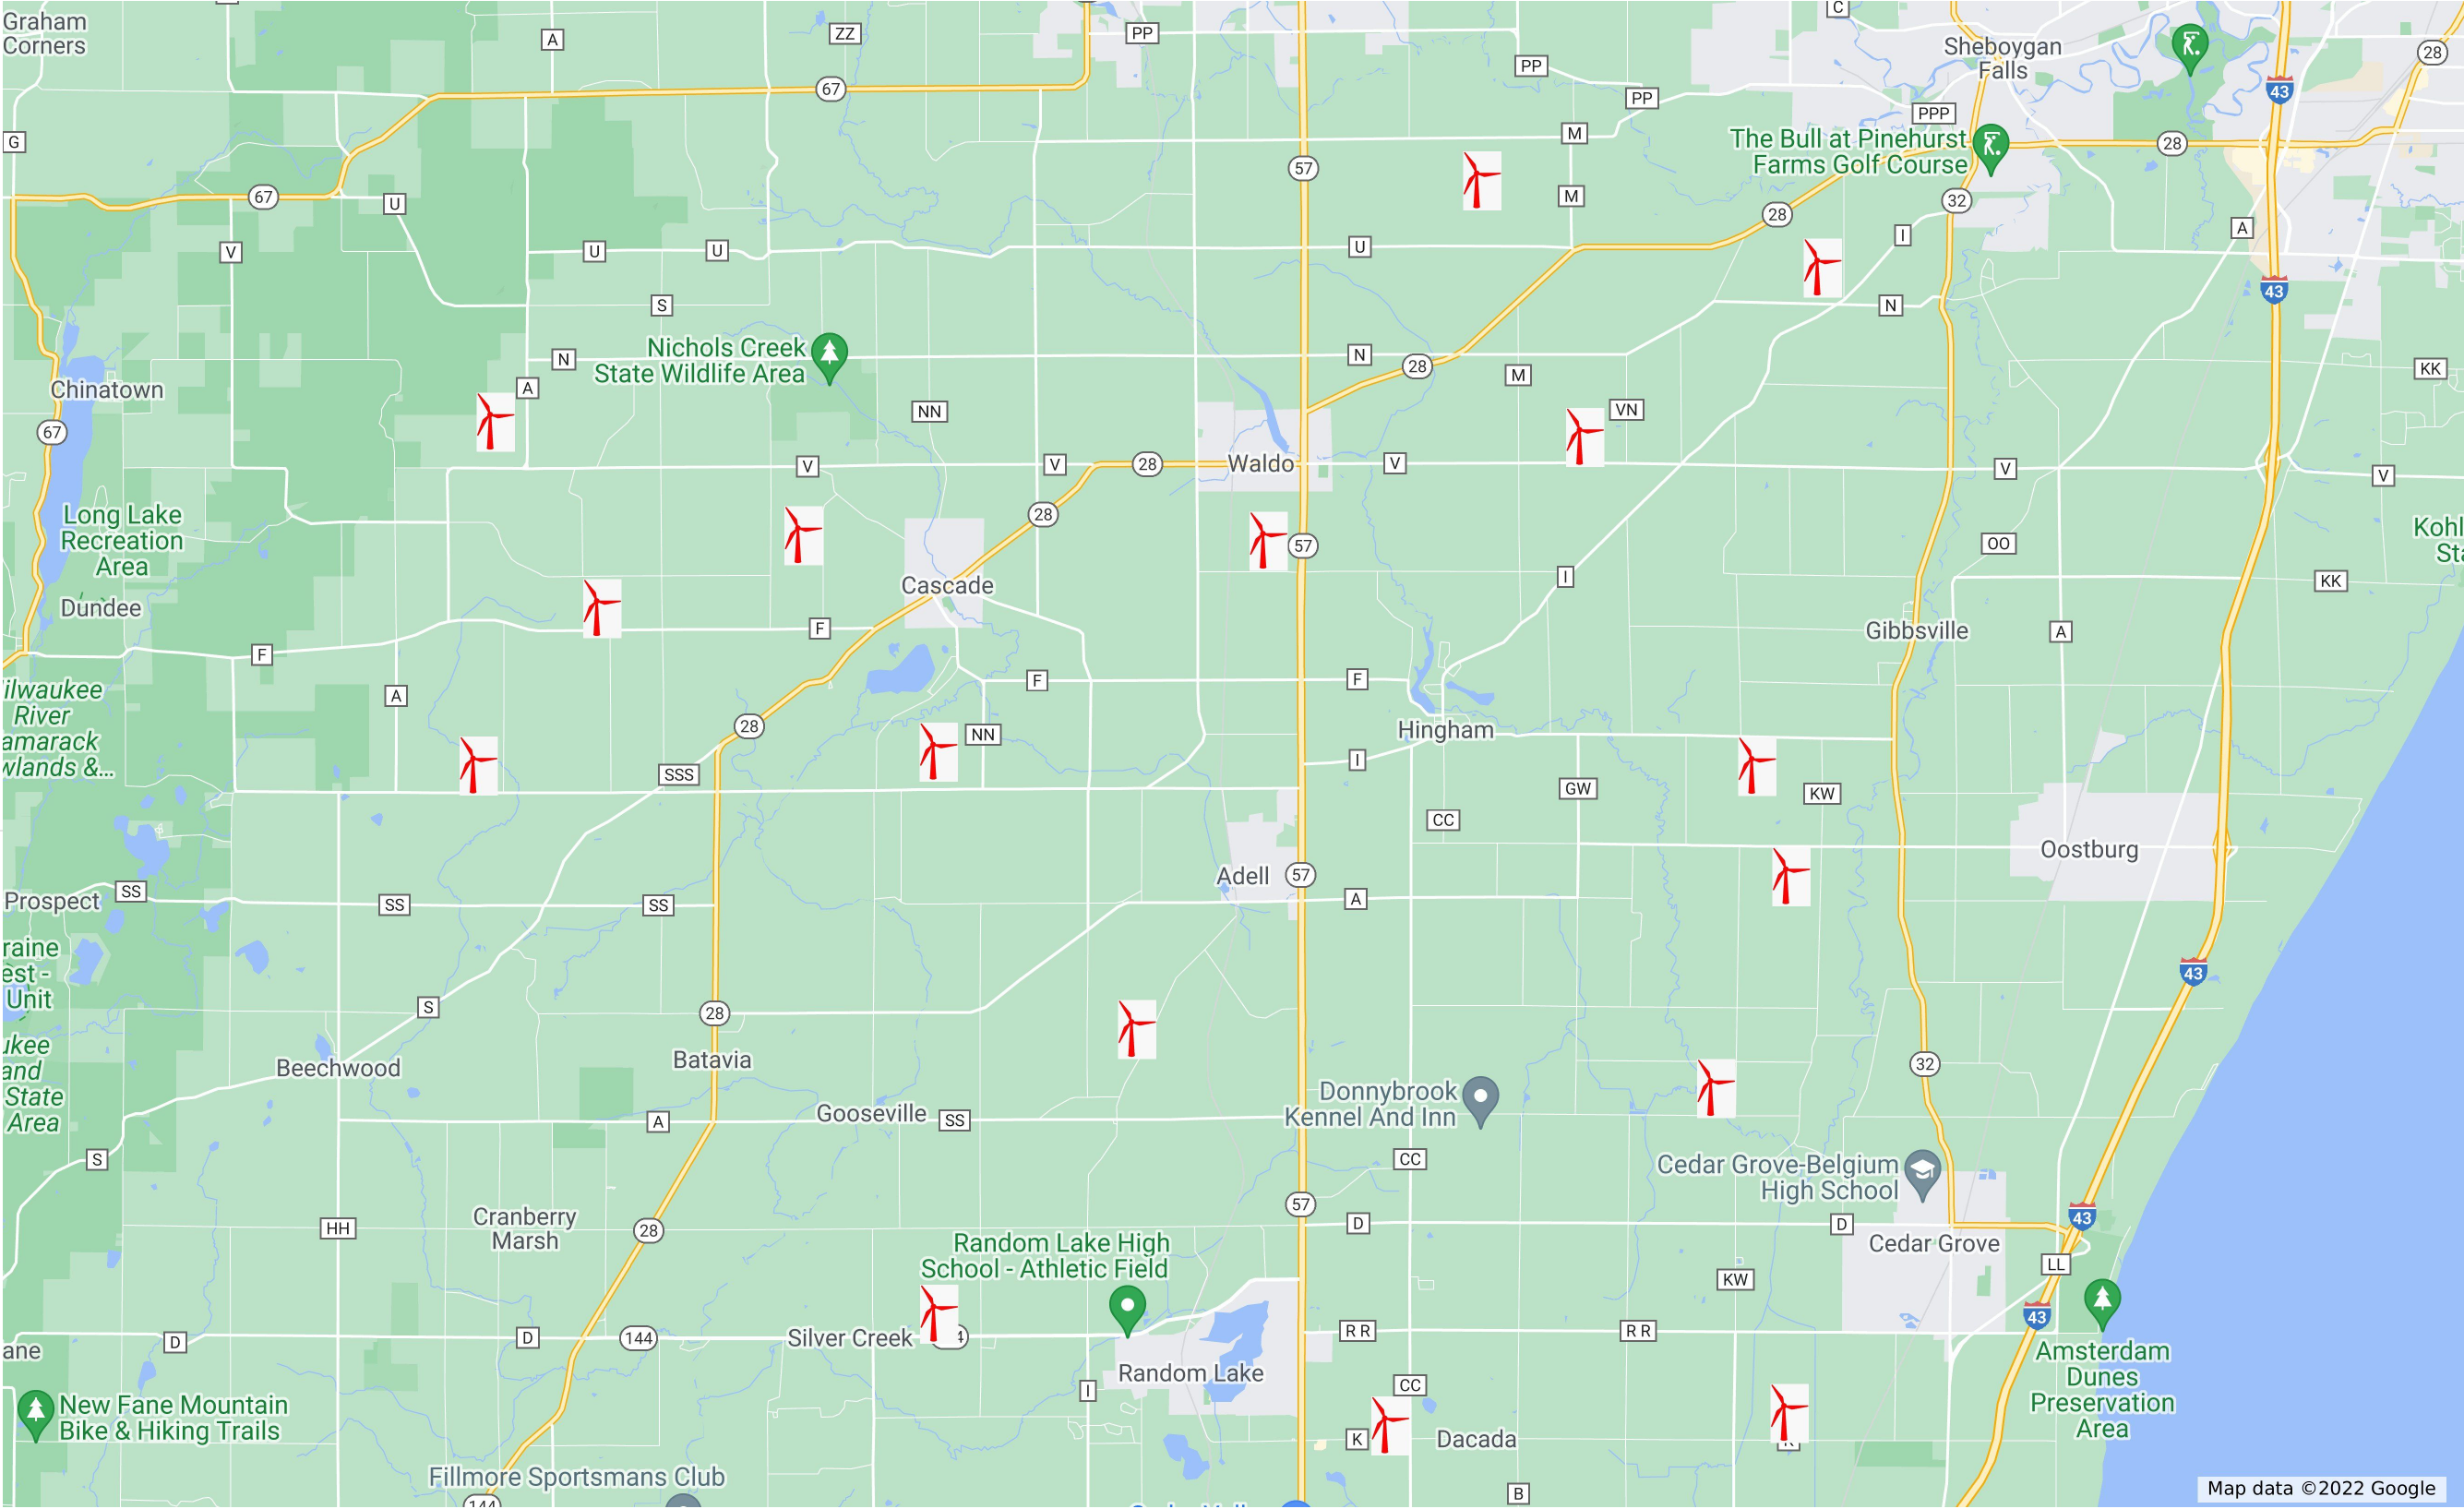 Graham
Corners
A
ZZ
PP
C
Sheboygan
Falls
28
67
PP
43
PP
PPP
G
M
The Bull at Pinehurst
Farms Golf Course
28
57
67
U
M
28
32
A
V
U
U
U
I
S
43
N
Nichols Creek
State Wildlife Area
N
N
28
M
KK
Chinatown
A
NN
VN
67
V
V
28
Waldo
V
V
V
Long Lake
Recreation
Area
28
57
OO
Kohl
Sta
Cascade
I
KK
Dundee
F
F
Gibbsville
A
ilwaukee
River
amarack
wlands &...
A
F
F
28
NN
Hingham
SSS
I
GW
KW
CC
Oostburg
Prospect
SS
SS
SS
Adell
57
A
raine
est -
Unit
43
S
28
ukee
and
State
Area
Beechwood
Batavia
32
Donnybrook
Kennel And Inn
A
Gooseville
SS
S
CC
Cedar Grove-Belgium
High School
HH
Cranberry
Marsh
28
57
D
D
43
Cedar Grove
Random Lake High
School - Athletic Field
LL
KW
43
D
D
144
Silver Creek
4
R R
R R
ane
Random Lake
Amsterdam
Dunes
Preservation
Area
I
CC
New Fane Mountain
Bike & Hiking Trails
K
Dacada
Fillmore Sportsmans Club
B
144
Map data ©2022 Google